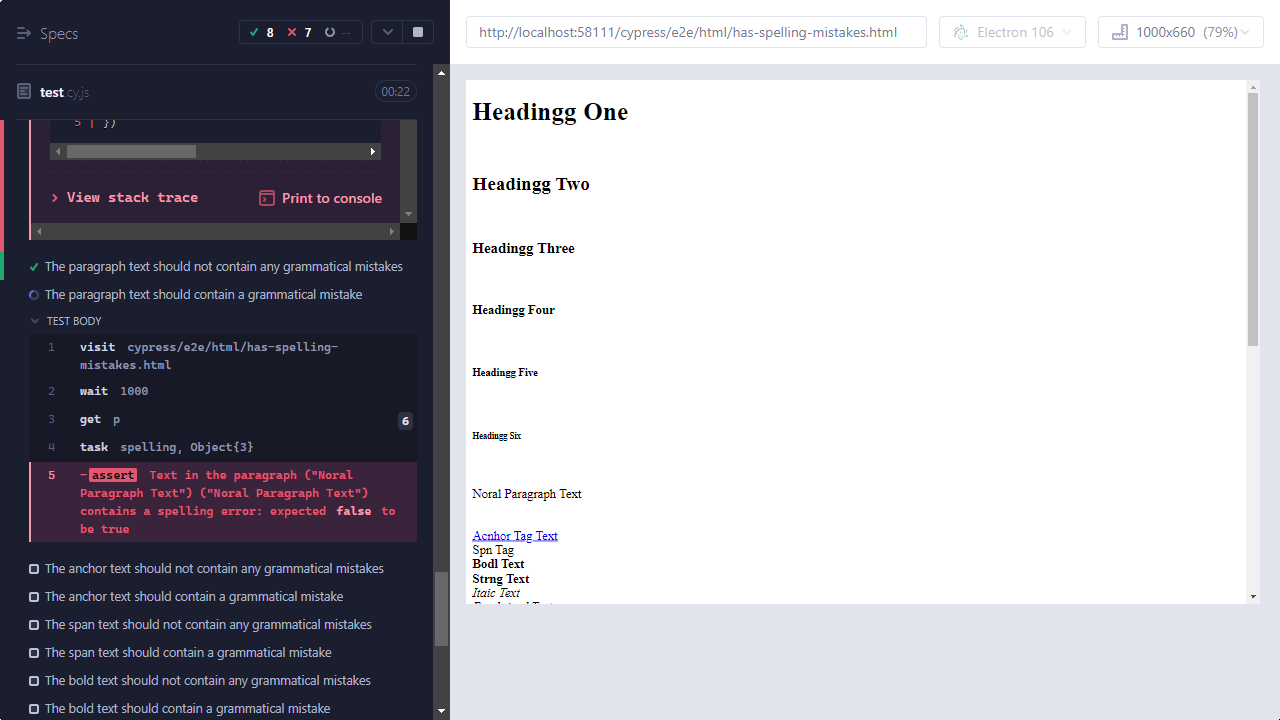 Specs
8 7 --
test.cy.js
00:22
5 | })
> View stack trace
Print to console
The paragraph text should not contain any grammatical mistakes
The paragraph text should contain a grammatical mistake
TEST BODY
1 visit cypress/e2e/html/has-spelling-
mistakes.html
2 wait 1000
3 get p 6
4 task spelling, Object{3}
5 -assert Text in the paragraph ("Noral
Paragraph Text") ("Noral Paragraph Text")
contains a spelling error: expected false to
be true
The anchor text should not contain any grammatical mistakes
The anchor text should contain a grammatical mistake
The span text should not contain any grammatical mistakes
The span text should contain a grammatical mistake
The bold text should not contain any grammatical mistakes
The bold text should contain a grammatical mistake
http://localhost:58111/cypress/e2e/html/has-spelling-mistakes.html
Electron 106
1000x660 (79%)
Headingg One
Headingg Two
Headingg Three
Headingg Four
Headingg Five
Headingg Six
Noral Paragraph Text
Acnhor Tag Text
Spn Tag
Bodl Text
Strng Text
Itaic Text